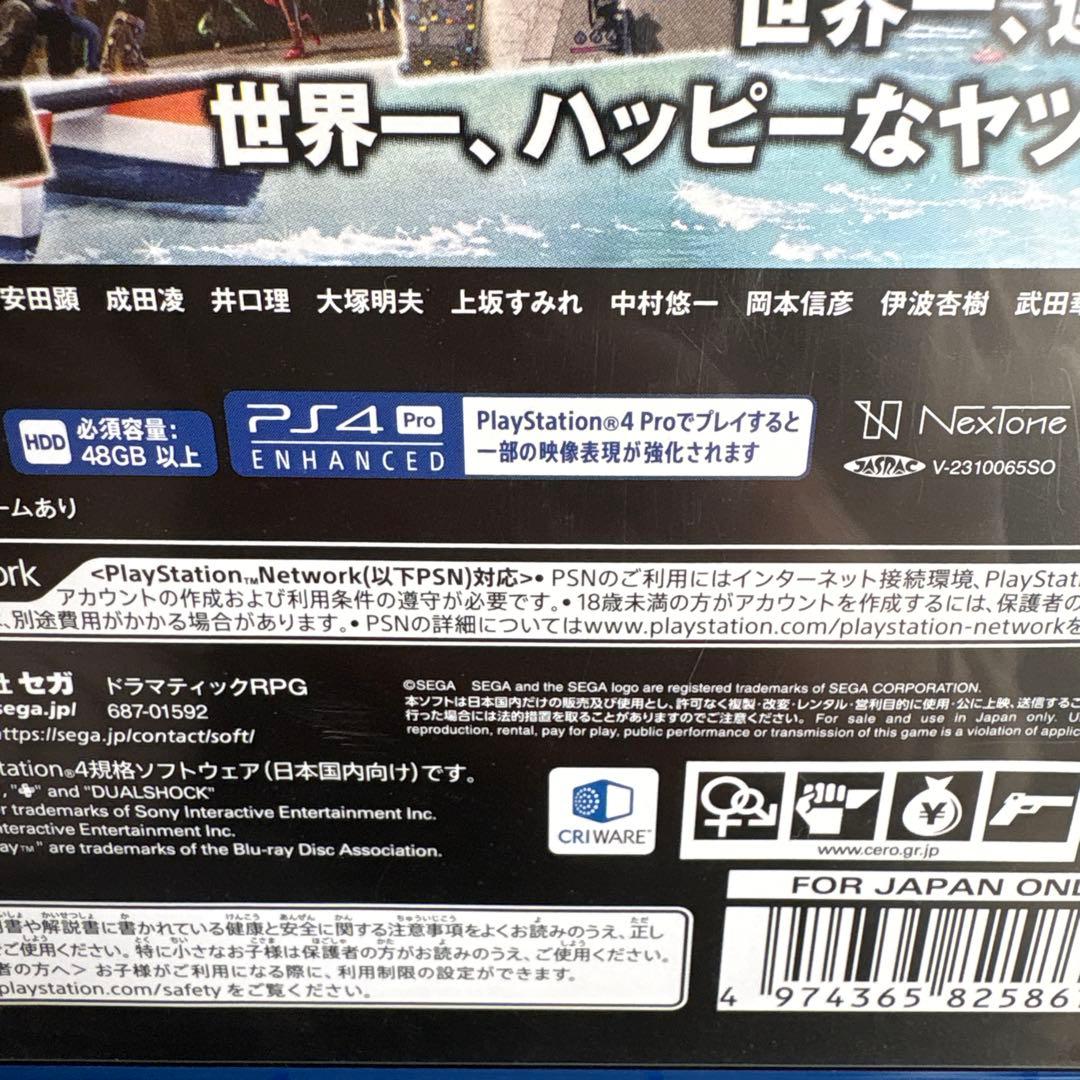 世界一、
世界一、ハッピーなヤツ
安田顕 成田凌 井口理 大塚明夫 上坂すみれ 中村悠一 岡本信彦 伊波杏樹 武田
HDD 必須容量:
48GB 以上
PS4 Pro
ENHANCED
PlayStation®4 Proでプレイすると
一部の映像表現が強化されます
NexTone
JASRAC V-2310065SO
ームあり
ork
<PlayStation™Network(以下PSN)対応>• PSNのご利用にはインターネット接続環境、PlayStat
アカウントの作成および利用条件の遵守が必要です。• 18歳未満の方がアカウントを作成するには、保護者の
、別途費用がかかる場合があります。• PSNの詳細についてはwww.playstation.com/playstation-networkを
社 セガ ドラマティックRPG
sega.jp/ 687-01592
https://sega.jp/contact/soft/
©SEGA SEGA and the SEGA logo are registered trademarks of SEGA CORPORATION.
本ソフトは日本国内だけの販売及び使用とし、許可なく複製・改変・レンタル・営利目的に使用・公に上映、送信するこ
行った場合には法的措置を取ることがありますのでご注意ください。 For sale and use in Japan only. U
reproduction, rental, pay for play, public performance or transmission of this game is a violation of applic
tation®4規格ソフトウェア(日本国内向け)です。
, "" and "DUALSHOCK"
r trademarks of Sony Interactive Entertainment Inc.
nteractive Entertainment Inc.
ay™" are trademarks of the Blu-ray Disc Association.
CRIWARE™
¥
www.cero.gr.jp
FOR JAPAN ONL
書や解説書に書かれている健康と安全に関する注意事項をよくお読みのうえ、正し
ご使用ください。特に小さなお子様は保護者の方がお読みのうえ、ご使用ください。
者の方へ> お子様がご利用になる際に、利用制限の設定ができます。
playstation.com/safety をご覧ください。
4 974365 82586